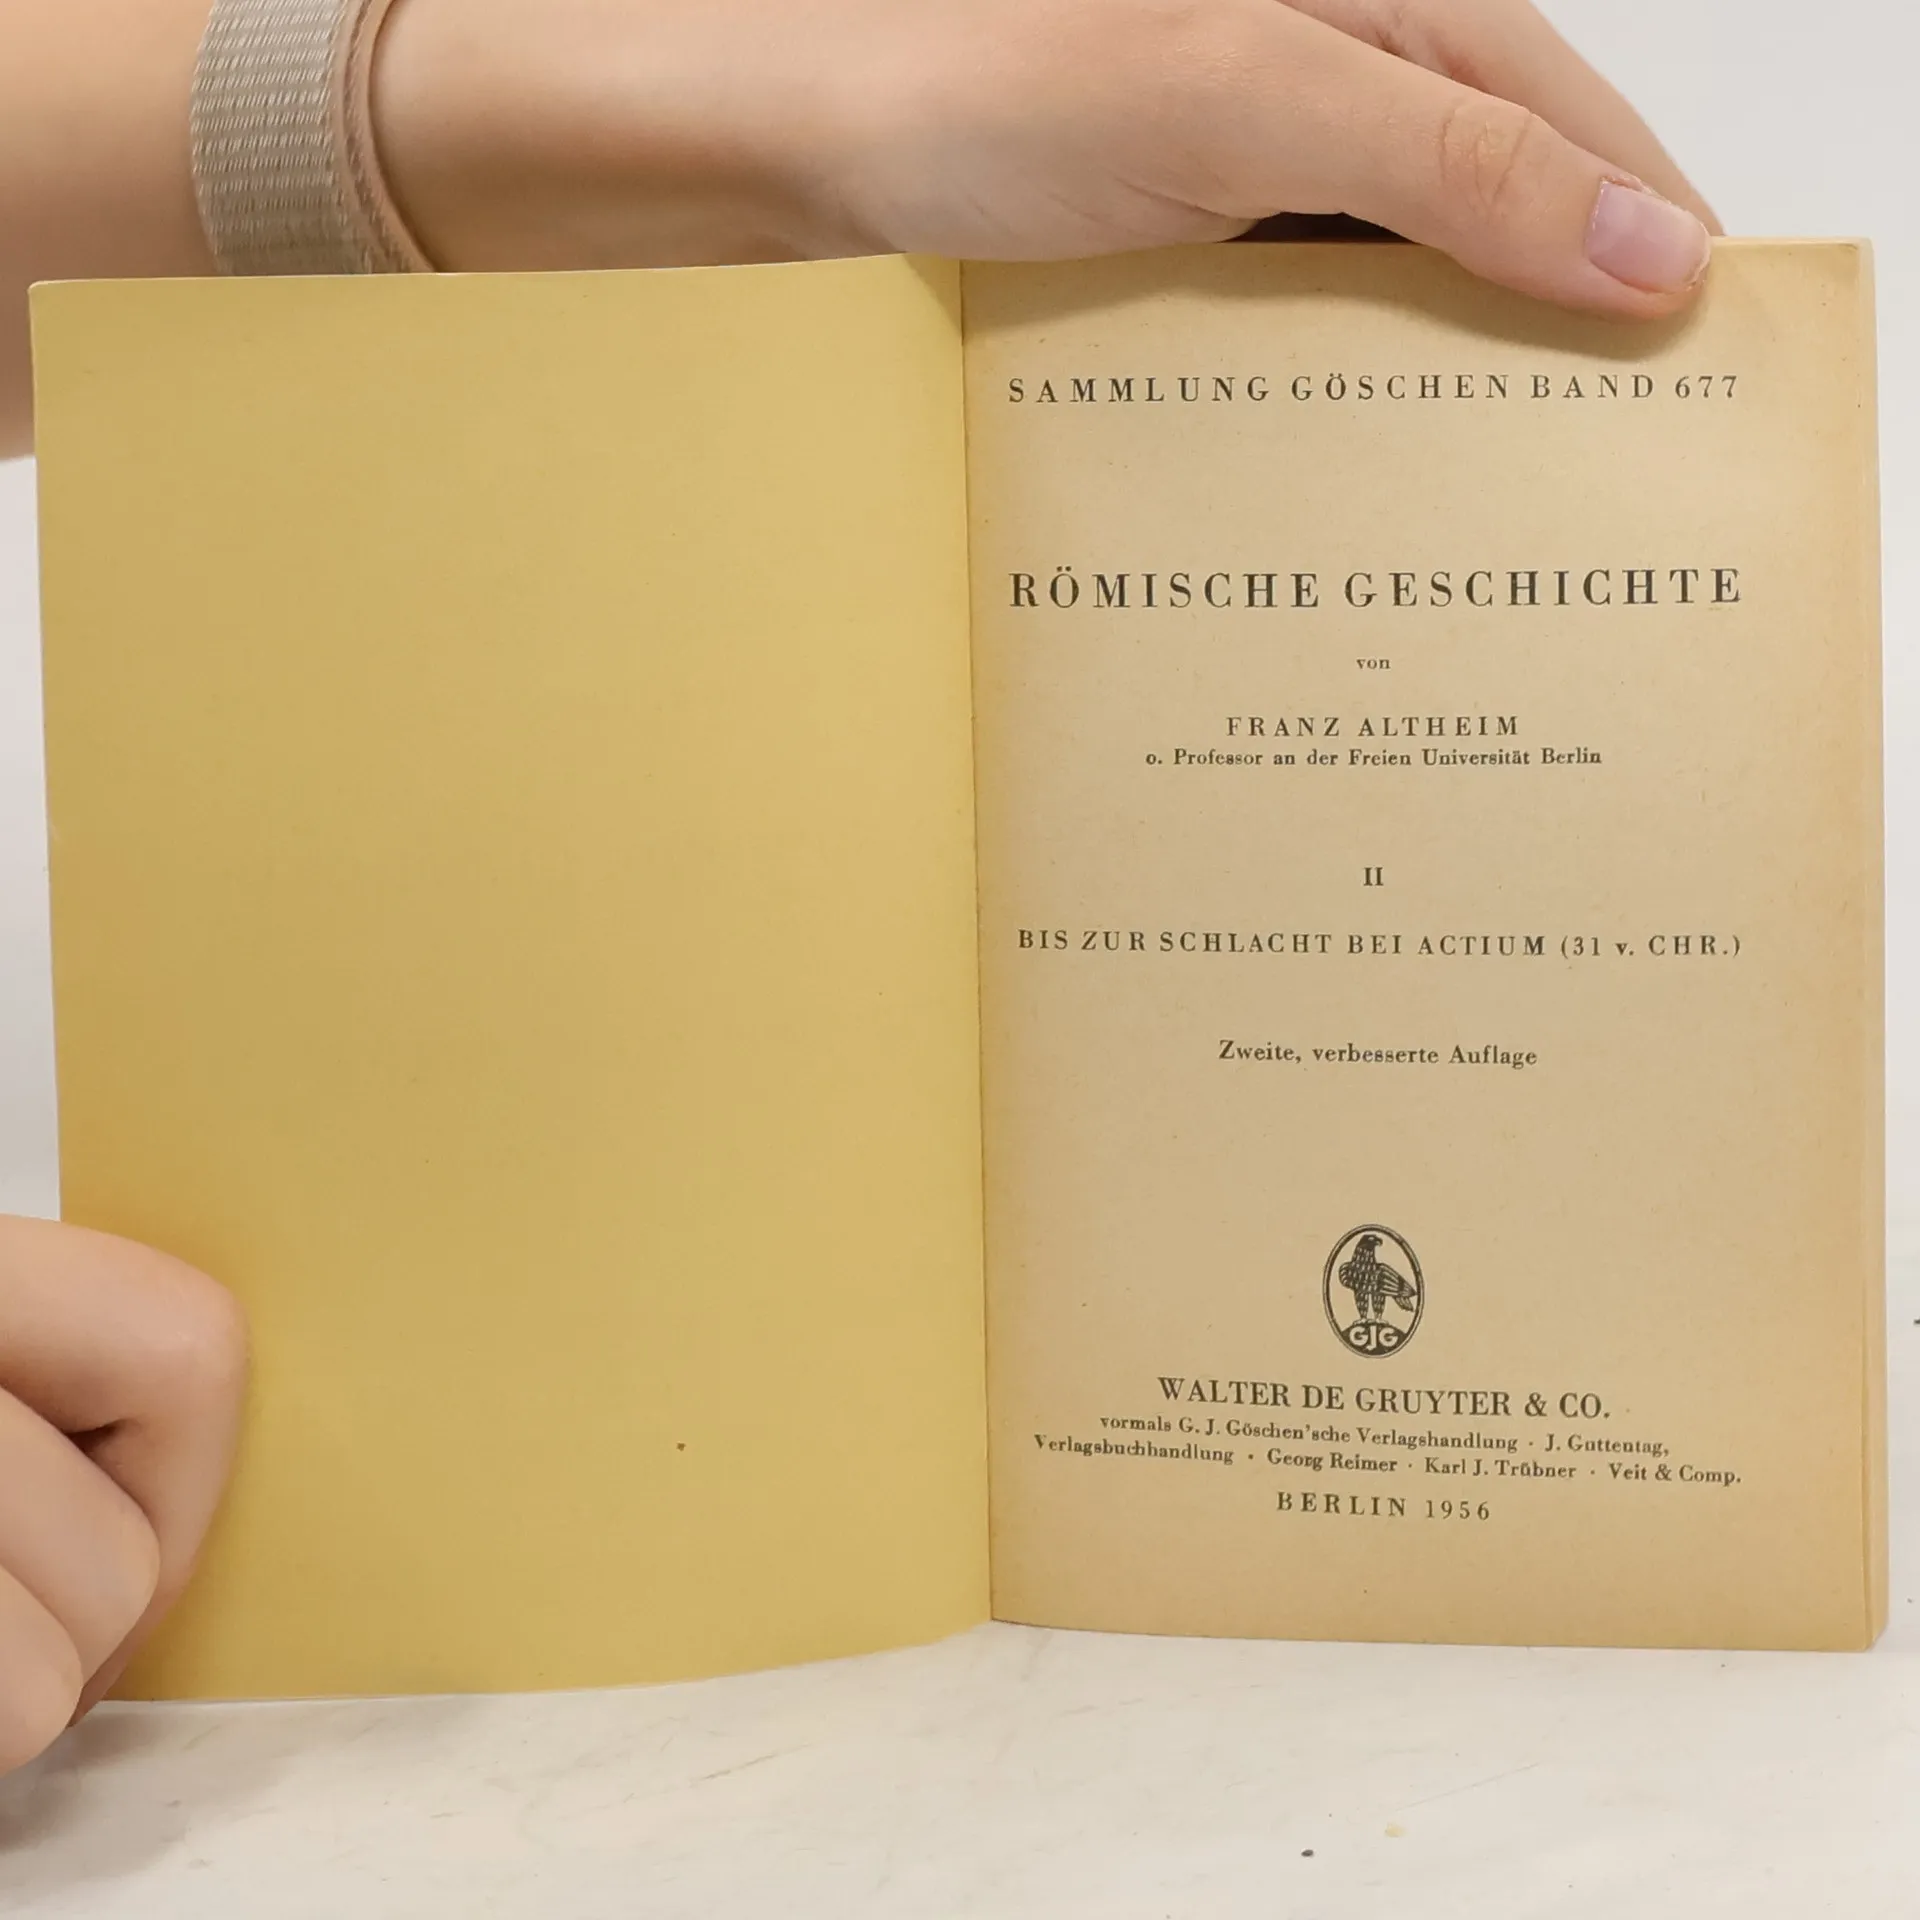 SAMMLUNG GÖSCHEN BAND 677
RÖMISCHE GESCHICHTE
von
FRANZ ALTHEIM
o. Professor an der Freien Universität Berlin
II
BIS ZUR SCHLACHT BEI ACTIUM (31 v. CHR.)
Zweite, verbesserte Auflage
GJG
WALTER DE GRUYTER & CO.
vormals G. J. Göschen'sche Verlagshandlung · J. Guttentag,
Verlagsbuchhandlung · Georg Reimer · Karl J. Trübner · Veit & Comp.
BERLIN 1956